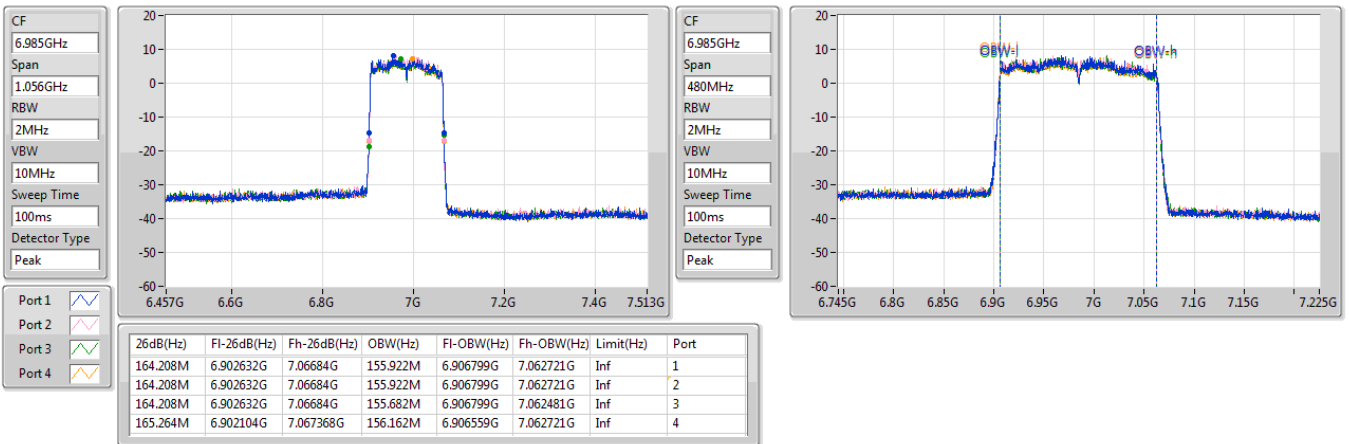 CF
6.985GHz
Span
1.056GHz
RBW
2MHz
VBW
10MHz
Sweep Time
100ms
Detector Type
Peak
20
10
0
-10
-20
-30
-40
-50
-60
6.457G 6.6G 6.8G 7G 7.2G 7.4G 7.513G
CF
6.985GHz
Span
480MHz
RBW
2MHz
VBW
10MHz
Sweep Time
100ms
Detector Type
Peak
20
10
0
-10
-20
-30
-40
-50
-60
OBW-l OBW-h
6.745G 6.8G 6.85G 6.9G 6.95G 7G 7.05G 7.1G 7.15G 7.225G
Port 1
Port 2
Port 3
Port 4
26dB(Hz) Fl-26dB(Hz) Fh-26dB(Hz) OBW(Hz) Fl-OBW(Hz) Fh-OBW(Hz) Limit(Hz) Port
164.208M 6.902632G 7.06684G 155.922M 6.906799G 7.062721G Inf 1
164.208M 6.902632G 7.06684G 155.922M 6.906799G 7.062721G Inf 2
164.208M 6.902632G 7.06684G 155.682M 6.906799G 7.062481G Inf 3
165.264M 6.902104G 7.067368G 156.162M 6.906559G 7.062721G Inf 4